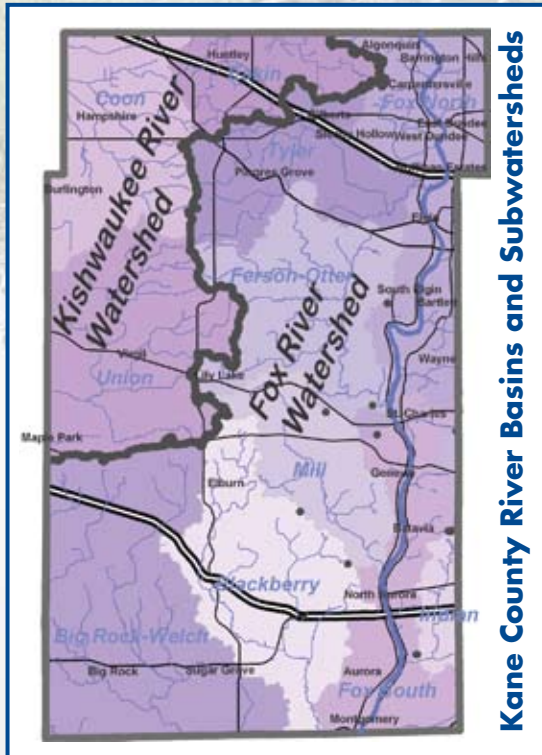 Algonquin
Huntley
Barrington Hills
Coon
Carpentersville
Fox North
Hampshire
Gilberts
East Dundee
Sleepy Hollow
West Dundee
Tyler
Pingree Grove
Burlington
Elgin
Kishwaukee River
Watershed
Ferson-Otter
South Elgin
Bartlett
Fox River
Watershed
Virgil
Wayne
Union
Lily Lake
St. Charles
Maple Park
Mill
Geneva
Elburn
Batavia
Blackberry
North Aurora
Indian
Big Rock-Welch
Big Rock
Sugar Grove
Aurora
Fox South
Montgomery
Kane County River Basins and Subwatersheds